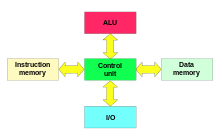 ALU
Instruction
memory
Control
unit
Data
memory
I/O